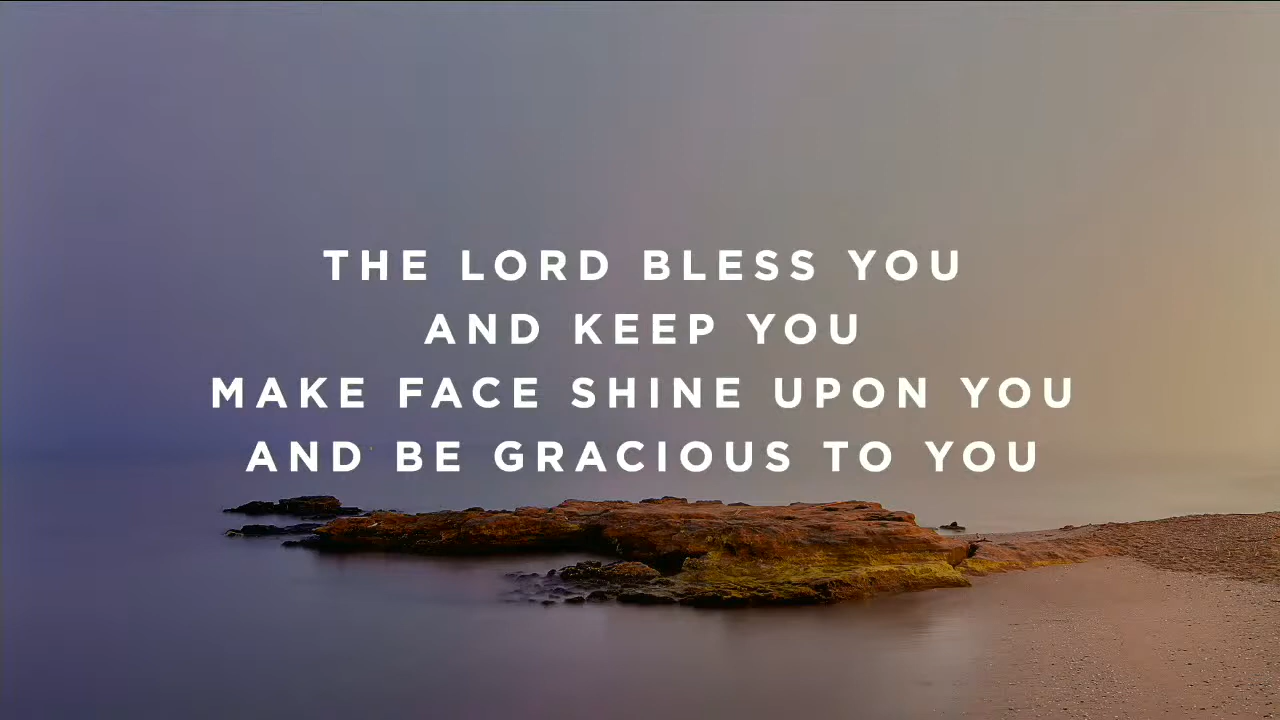 THE LORD BLESS YOU
AND KEEP YOU
MAKE FACE SHINE UPON YOU
AND BE GRACIOUS TO YOU